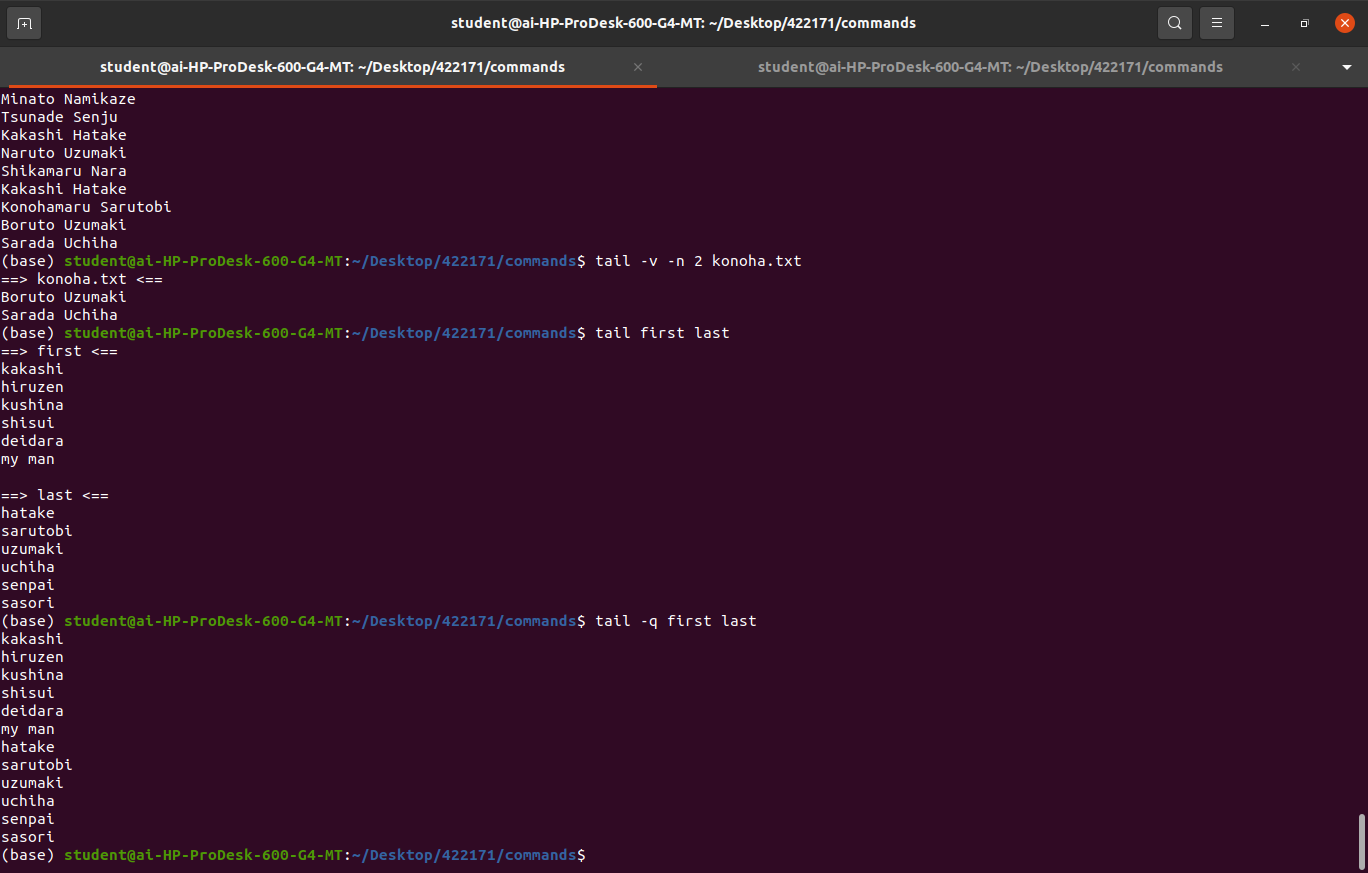 student@ai-HP-ProDesk-600-G4-MT: ~/Desktop/422171/commands
student@ai-HP-ProDesk-600-G4-MT: ~/Desktop/422171/commands
student@ai-HP-ProDesk-600-G4-MT: ~/Desktop/422171/commands
Minato Namikaze
Tsunade Senju
Kakashi Hatake
Naruto Uzumaki
Shikamaru Nara
Kakashi Hatake
Konohamaru Sarutobi
Boruto Uzumaki
Sarada Uchiha
(base) student@ai-HP-ProDesk-600-G4-MT:~/Desktop/422171/commands$ tail -v -n 2 konoha.txt
==> konoha.txt <==
Boruto Uzumaki
Sarada Uchiha
(base) student@ai-HP-ProDesk-600-G4-MT:~/Desktop/422171/commands$ tail first last
==> first <==
kakashi
hiruzen
kushina
shisui
deidara
my man

==> last <==
hatake
sarutobi
uzumaki
uchiha
senpai
sasori
(base) student@ai-HP-ProDesk-600-G4-MT:~/Desktop/422171/commands$ tail -q first last
kakashi
hiruzen
kushina
shisui
deidara
my man
hatake
sarutobi
uzumaki
uchiha
senpai
sasori
(base) student@ai-HP-ProDesk-600-G4-MT:~/Desktop/422171/commands$